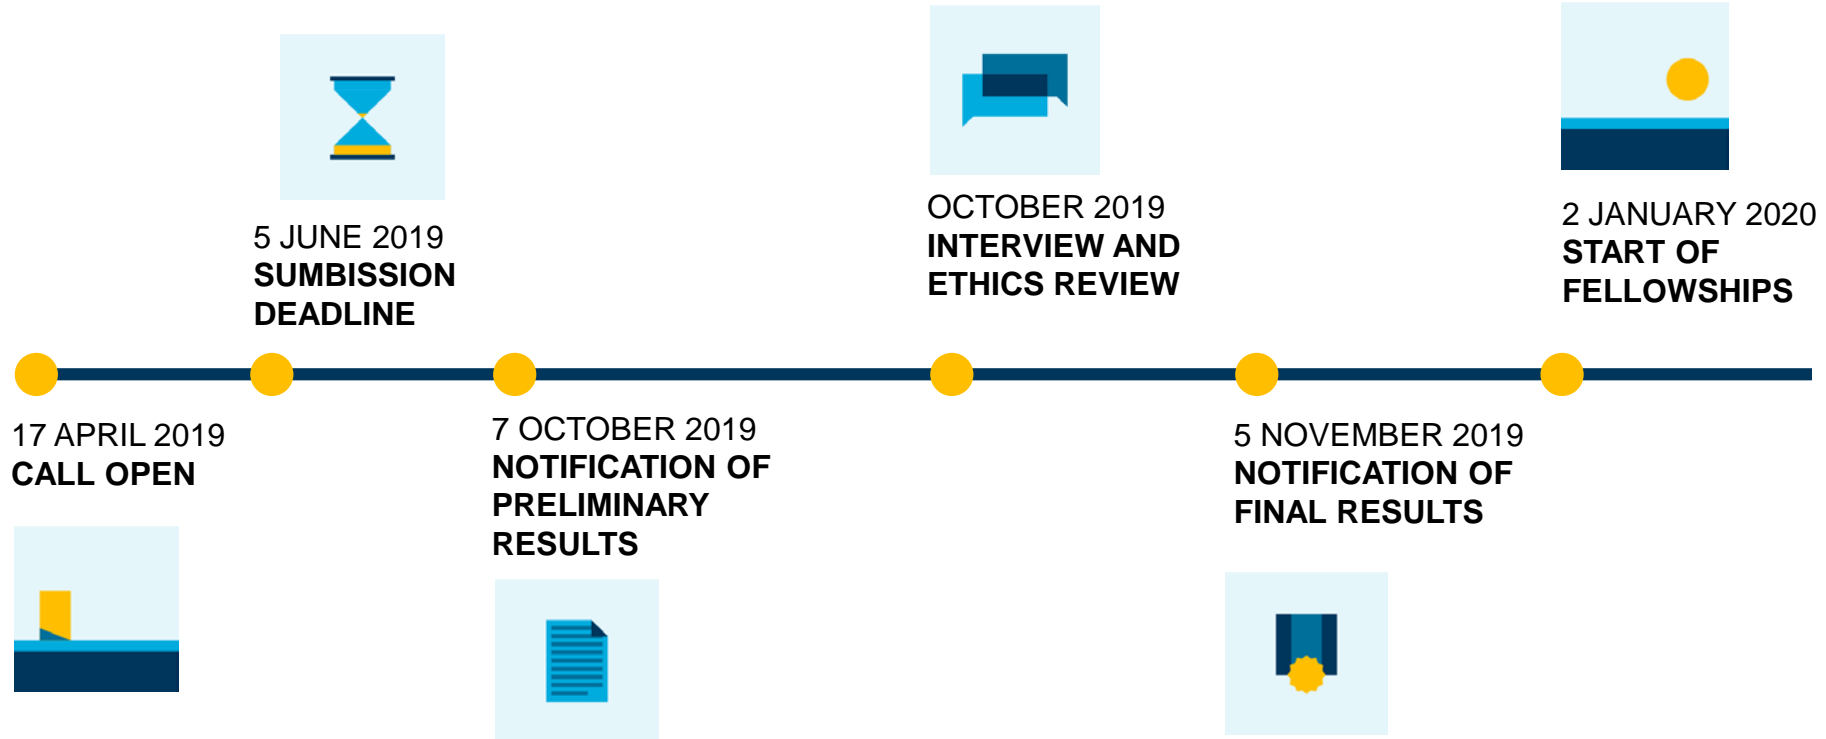 17 APRIL 2019
CALL OPEN
5 JUNE 2019
SUMBISSION
DEADLINE
7 OCTOBER 2019
NOTIFICATION OF
PRELIMINARY
RESULTS
OCTOBER 2019
INTERVIEW AND
ETHICS REVIEW
5 NOVEMBER 2019
NOTIFICATION OF
FINAL RESULTS
2 JANUARY 2020
START OF
FELLOWSHIPS